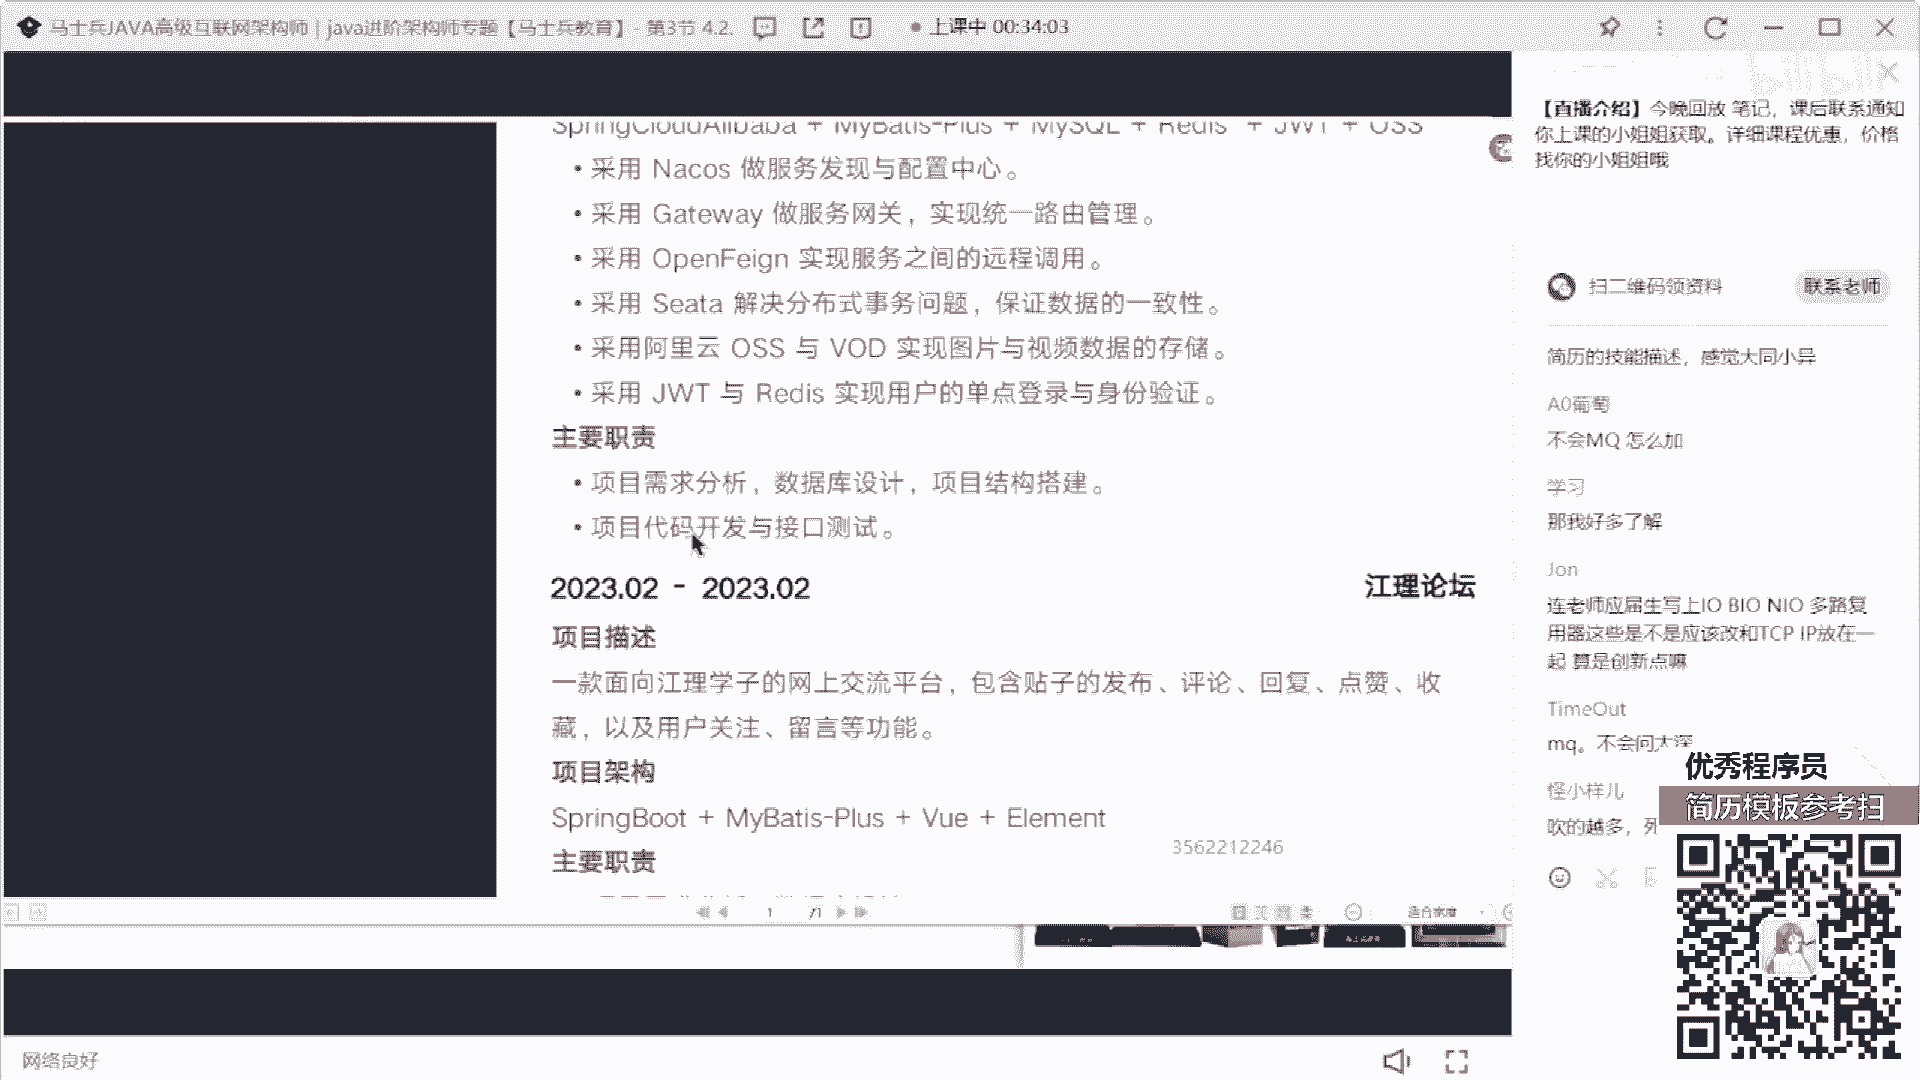 马士兵JAVA高级互联网架构师 | java进阶架构师专题【马士兵教育】 - 第3节 4.2.
上课中 00:34:03
SpringCloudAlibaba + MyBatis-Plus + MySQL + Redis + JWT + OSS
• 采用 Nacos 做服务发现与配置中心。
• 采用 Gateway 做服务网关，实现统一路由管理。
• 采用 OpenFeign 实现服务之间的远程调用。
• 采用 Seata 解决分布式事务问题，保证数据的一致性。
• 采用阿里云 OSS 与 VOD 实现图片与视频数据的存储。
• 采用 JWT 与 Redis 实现用户的单点登录与身份验证。
主要职责
• 项目需求分析，数据库设计，项目结构搭建。
• 项目代码开发与接口测试。
2023.02 - 2023.02
江理论坛
项目描述
一款面向江理学子的网上交流平台，包含贴子的发布、评论、回复、点赞、收
藏，以及用户关注、留言等功能。
项目架构
SpringBoot + MyBatis-Plus + Vue + Element
3562212246
主要职责
1 /1
适合宽度
网络良好
bilibili
【直播介绍】今晚回放 笔记，课后联系通知
你上课的小姐姐获取。详细课程优惠，价格
找你的小姐姐哦
扫二维码领资料
联系老师
简历的技能描述，感觉大同小异
A0葡萄
不会MQ 怎么加
学习
那我好多了解
Jon
连老师应届生写上IO BIO NIO 多路复
用器这些是不是应该改和TCP IP放在一
起 算是创新点嘛
TimeOut
mq。不会问太深
怪小样儿
吹的越多，死
优秀程序员
简历模板参考扫